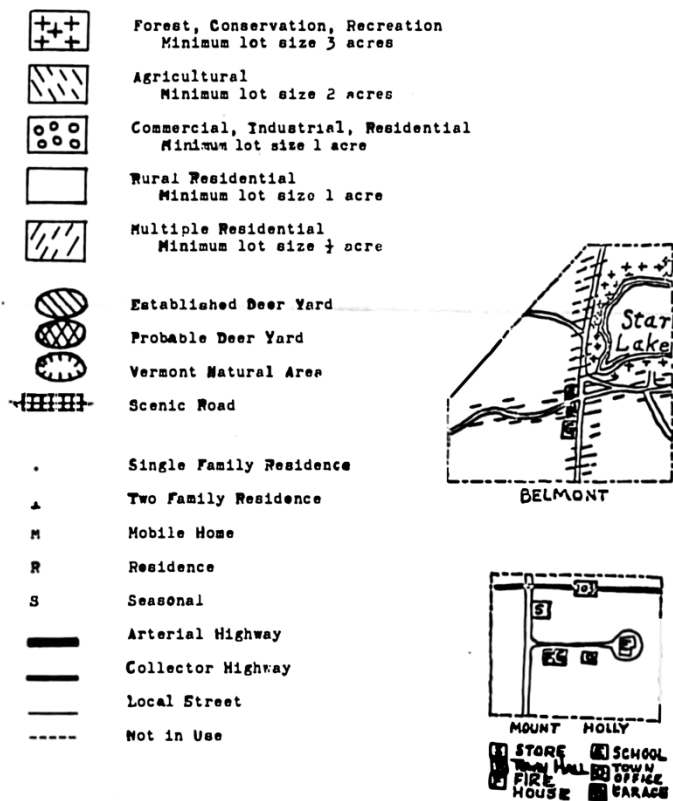 Forest, Conservation, Recreation
Minimum lot size 3 acres
Agricultural
Minimum lot size 2 acres
Commercial, Industrial, Residential
Minimum lot size 1 acre
Rural Residential
Minimum lot size 1 acre
Multiple Residential
Minimum lot size ½ acre
Established Deer Yard
Probable Deer Yard
Vermont Natural Area
Scenic Road
Single Family Residence
Two Family Residence
M Mobile Home
R Residence
S Seasonal
Arterial Highway
Collector Highway
Local Street
Not in Use
Star
Lake
BELMONT
103
S
MOUNT HOLLY
STORE
TOWN HALL
F FIRE
HOUSE
SCHOOL
TOWN
OFFICE
GARAGE